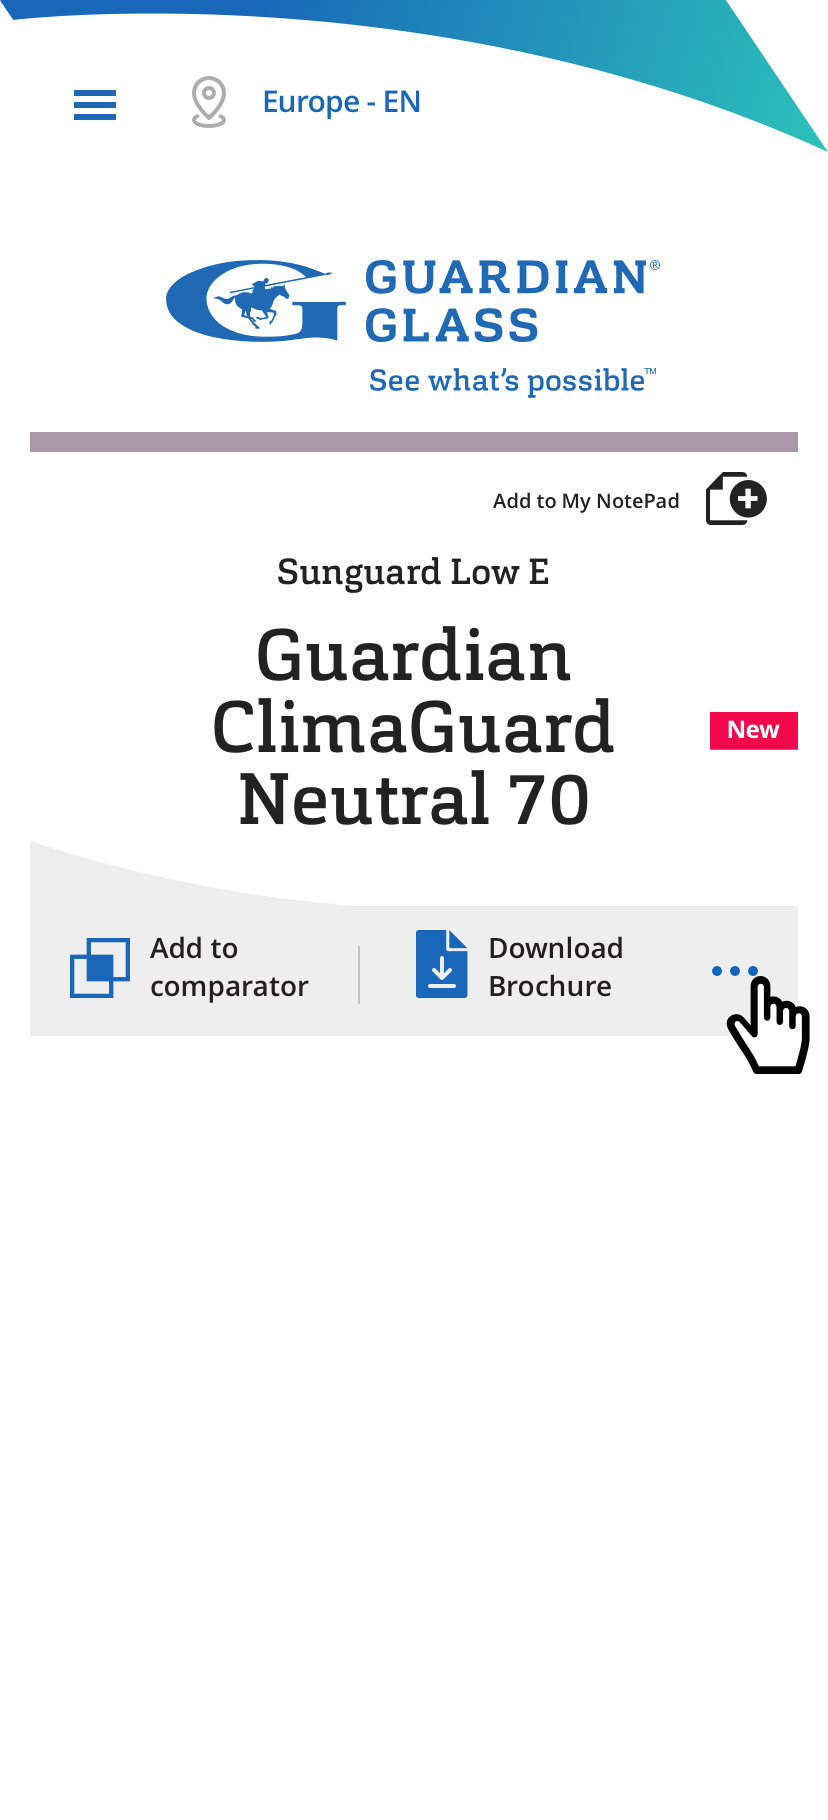 Europe - EN
GUARDIAN®
GLASS
See what's possible™
Add to My NotePad
Sunguard Low E
Guardian
ClimaGuard
Neutral 70
New
Add to
comparator
Download
Brochure